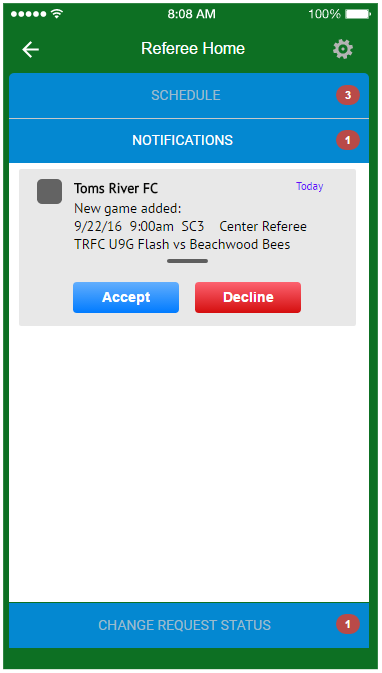 8:08 AM 100%
Referee Home
SCHEDULE 3
NOTIFICATIONS 1
Toms River FC Today
New game added:
9/22/16 9:00am SC3 Center Referee
TRFC U9G Flash vs Beachwood Bees
Accept Decline
CHANGE REQUEST STATUS 1